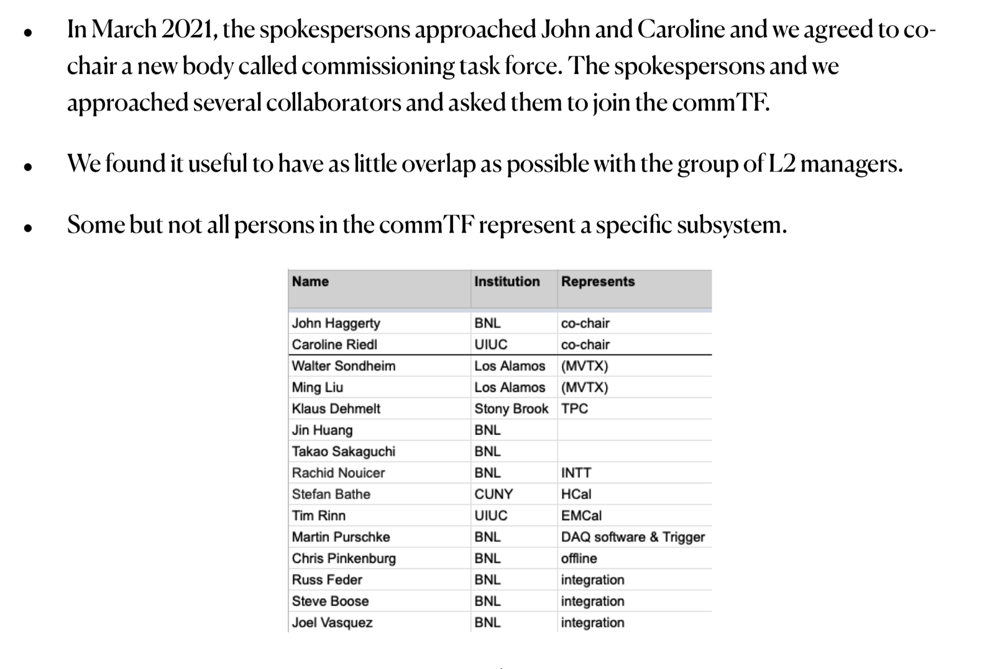 • In March 2021, the spokespersons approached John and Caroline and we agreed to co-
chair a new body called commissioning task force. The spokespersons and we
approached several collaborators and asked them to join the commTF.
• We found it useful to have as little overlap as possible with the group of L2 managers.
• Some but not all persons in the commTF represent a specific subsystem.
Name Institution Represents
John Haggerty BNL co-chair
Caroline Riedl UIUC co-chair
Walter Sondheim Los Alamos (MVTX)
Ming Liu Los Alamos (MVTX)
Klaus Dehmelt Stony Brook TPC
Jin Huang BNL
Takao Sakaguchi BNL
Rachid Nouicer BNL INTT
Stefan Bathe CUNY HCal
Tim Rinn UIUC EMCal
Martin Purschke BNL DAQ software & Trigger
Chris Pinkenburg BNL offline
Russ Feder BNL integration
Steve Boose BNL integration
Joel Vasquez BNL integration